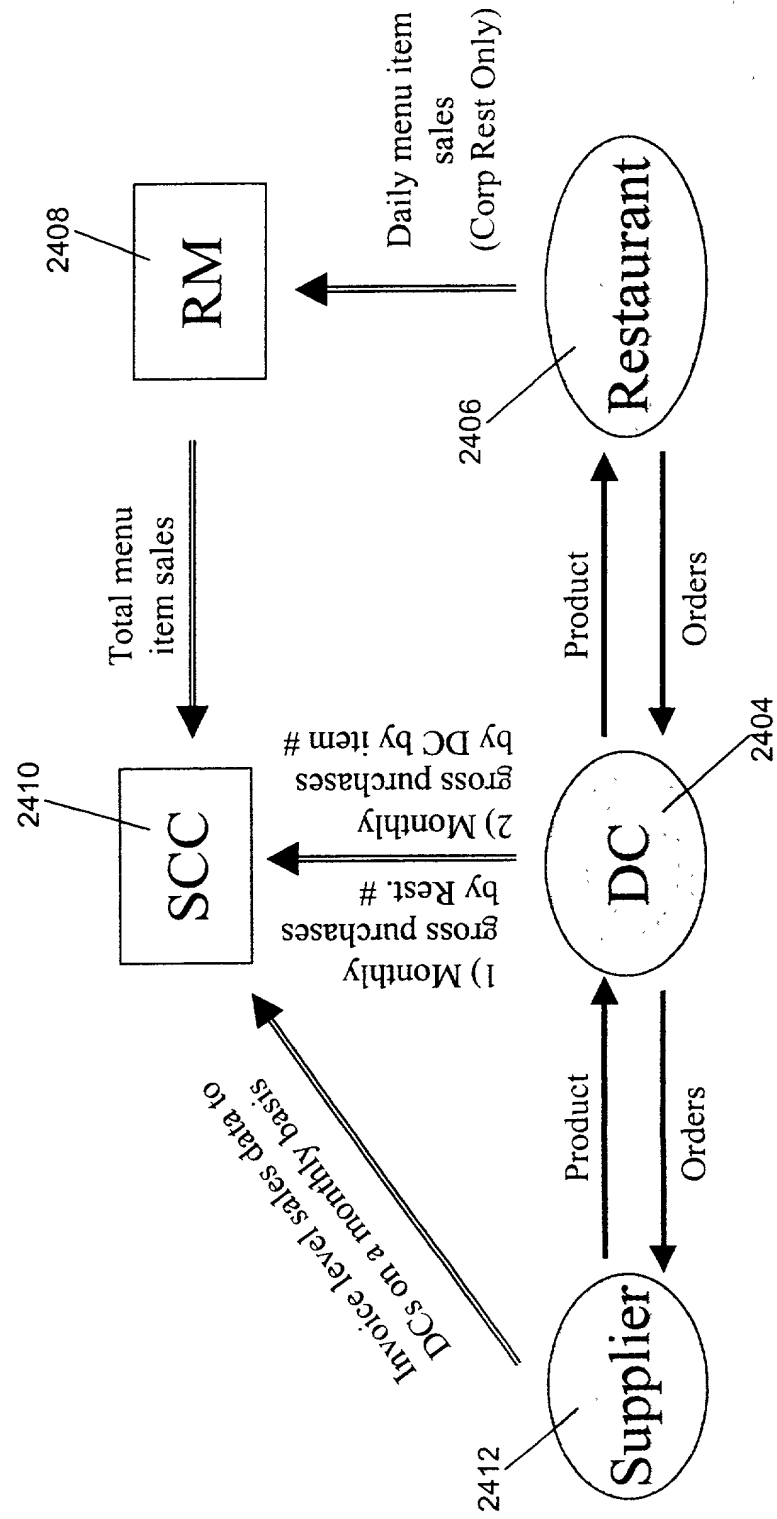 2410
SCC
Total menu
item sales
2408
RM
Invoice level sales data to
DCs on a monthly basis
1) Monthly
gross purchases
by Rest. #
2) Monthly
gross purchases
by DC by item #
Daily menu item
sales
(Corp Rest Only)
2412
Supplier
Product
Orders
DC
2404
Product
Orders
2406
Restaurant